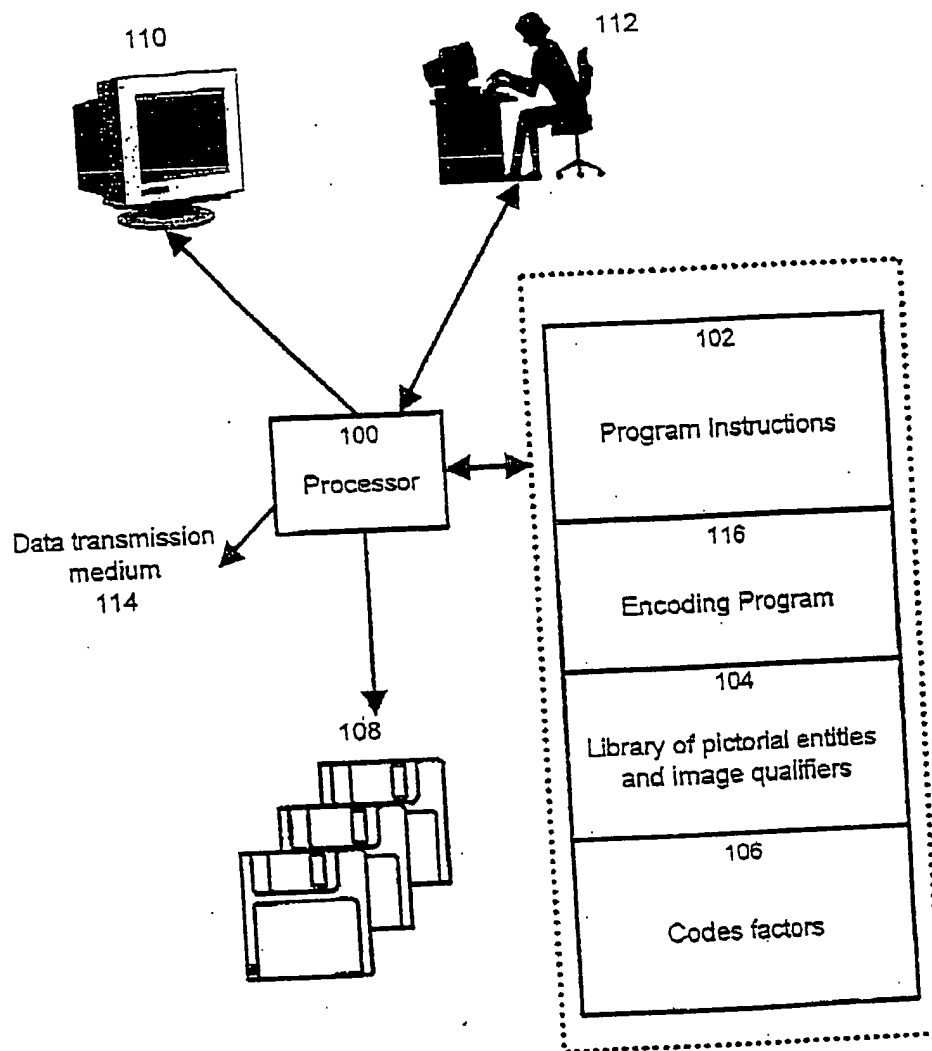 110
112
102
Program Instructions
100
Processor
116
Encoding Program
Data transmission
medium
114
104
Library of pictorial entities
and image qualifiers
108
106
Codes factors